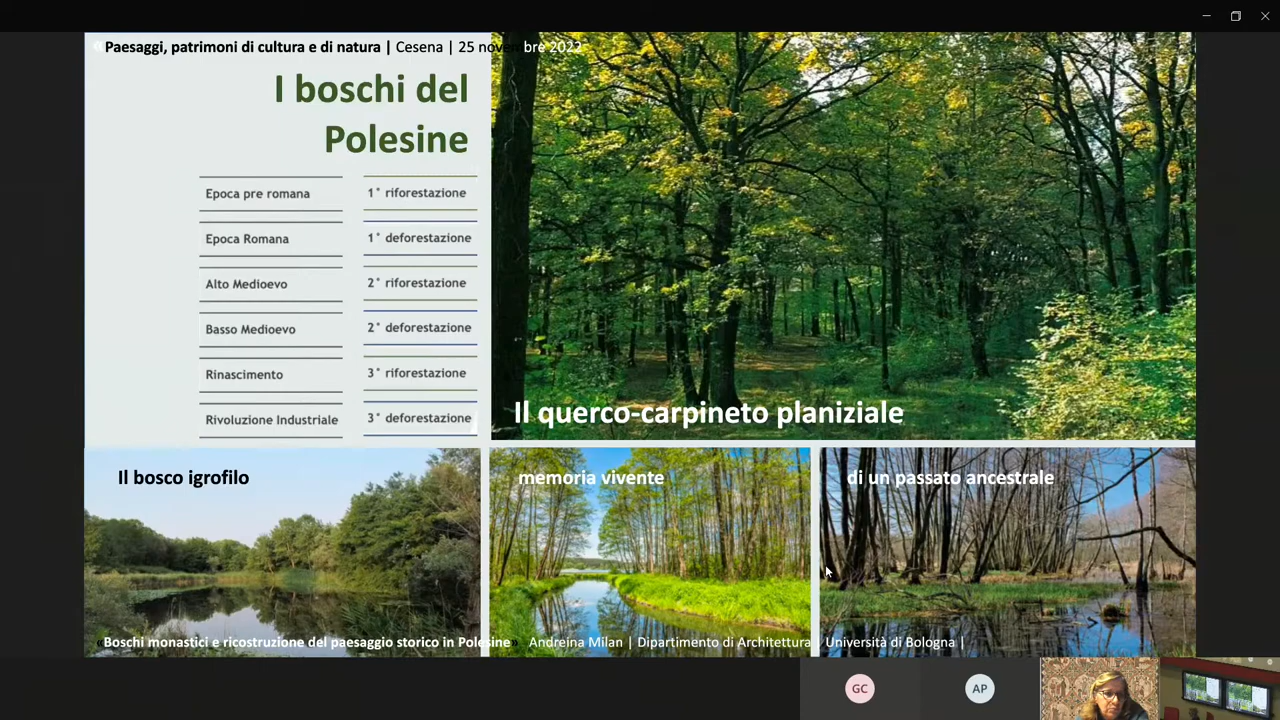 Paesaggi, patrimoni di cultura e di natura | Cesena | 25 novembre 2022
I boschi del
Polesine
Epoca pre romana 1° riforestazione
Epoca Romana 1° deforestazione
Alto Medioevo 2° riforestazione
Basso Medioevo 2° deforestazione
Rinascimento 3° riforestazione
Rivoluzione Industriale 3° deforestazione
Il querco-carpineto planiziale
Il bosco igrofilo memoria vivente di un passato ancestrale
«Boschi monastici e ricostruzione del paesaggio storico in Polesine» Andreina Milan | Dipartimento di Architettura | Università di Bologna |
GC AP